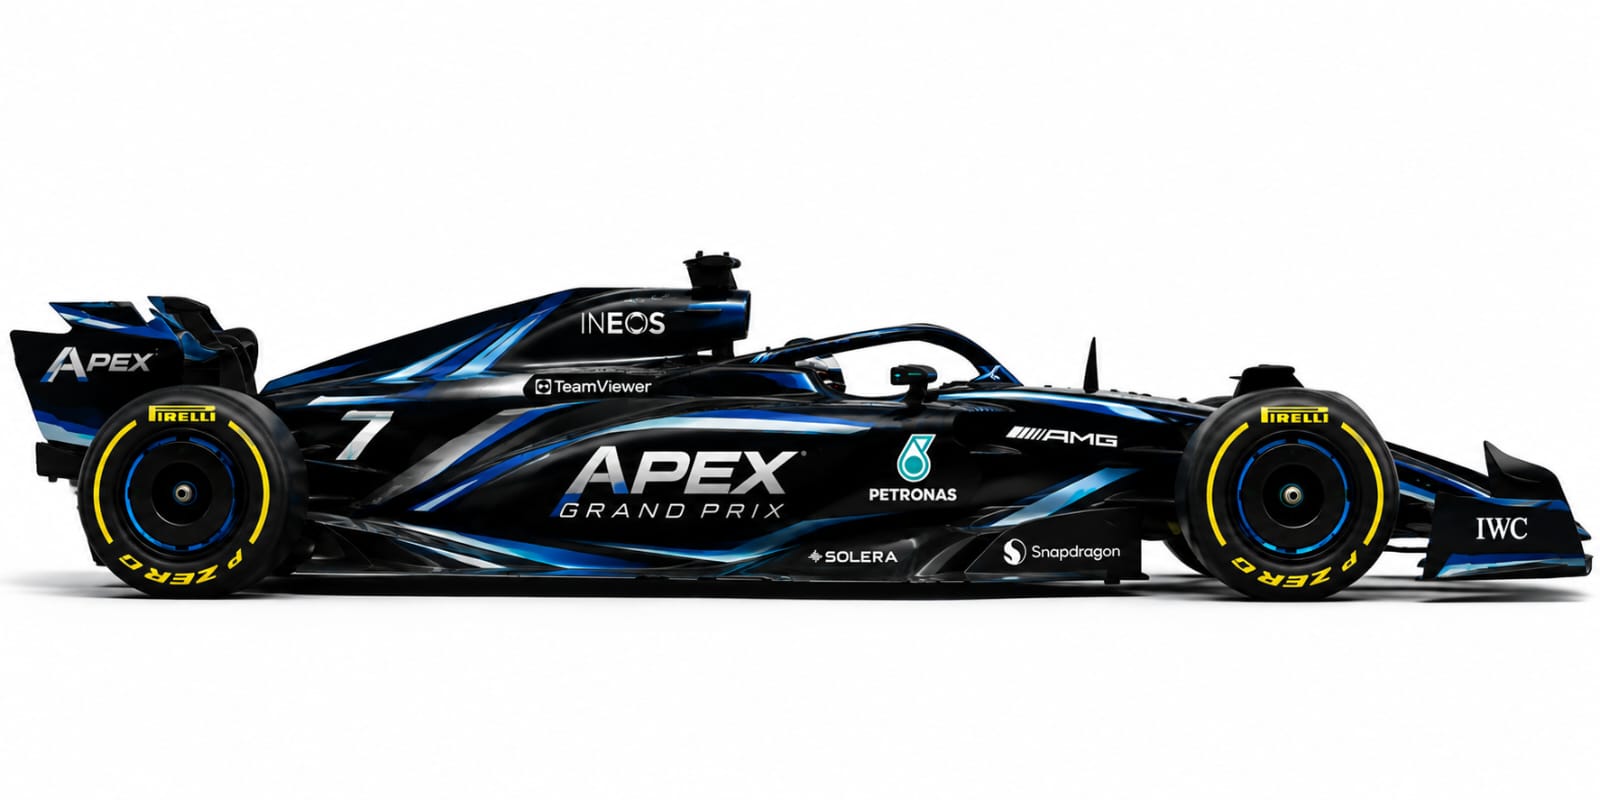 INEOS
APEX
TeamViewer
7
PIRELLI
P ZERO
APEX
GRAND PRIX
PETRONAS
AMG
SOLERA
Snapdragon
PIRELLI
P ZERO
IWC